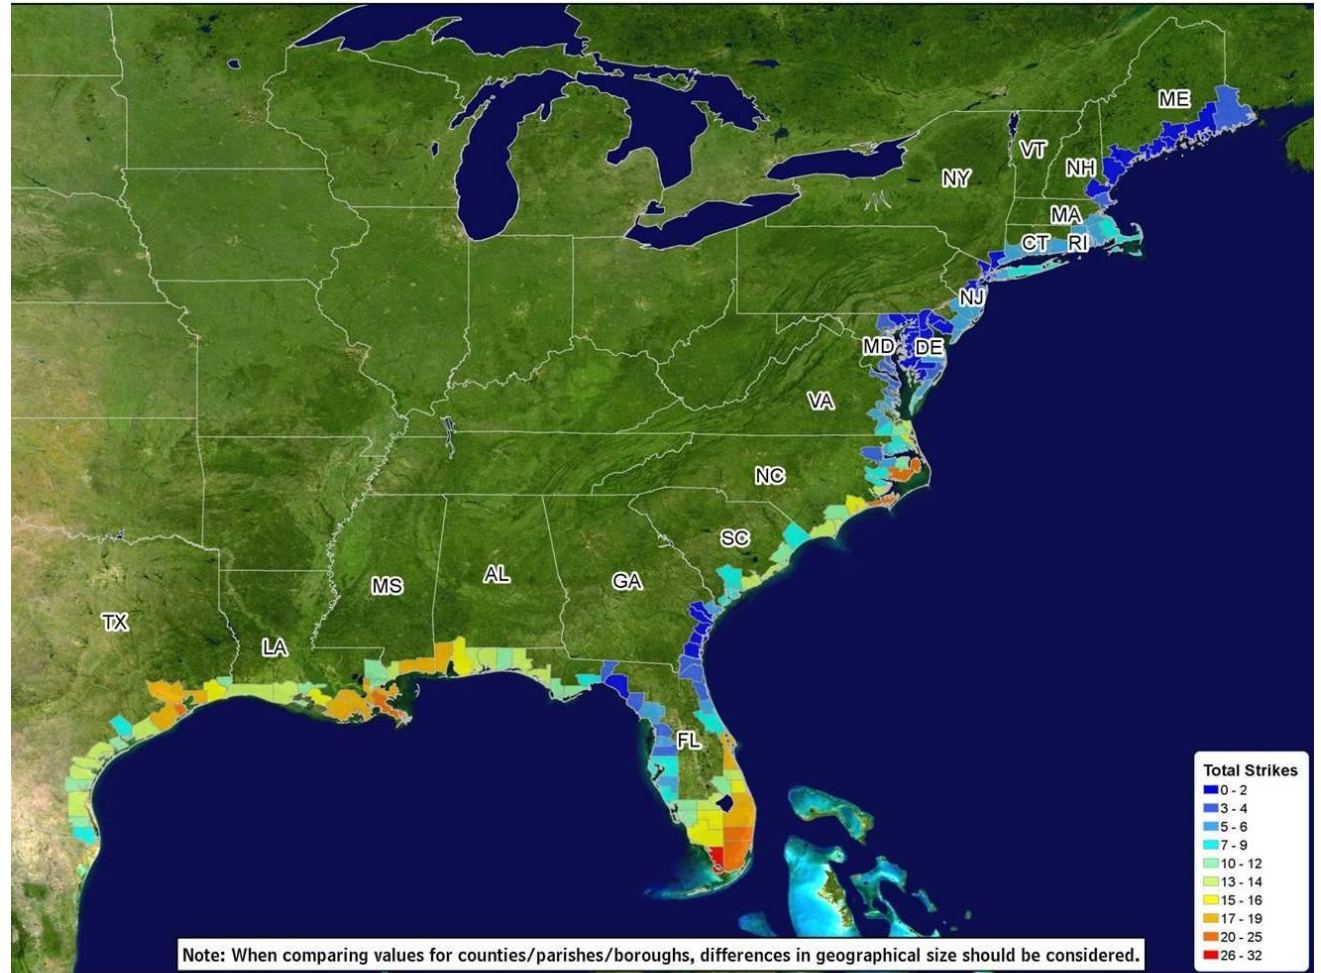 ME
VT
NH
NY
MA
CT RI
NJ
MD DE
VA
NC
SC
MS AL GA
TX
LA
FL
Total Strikes
0 - 2
3 - 4
5 - 6
7 - 9
10 - 12
13 - 14
15 - 16
17 - 19
20 - 25
26 - 32
Note: When comparing values for counties/parishes/boroughs, differences in geographical size should be considered.